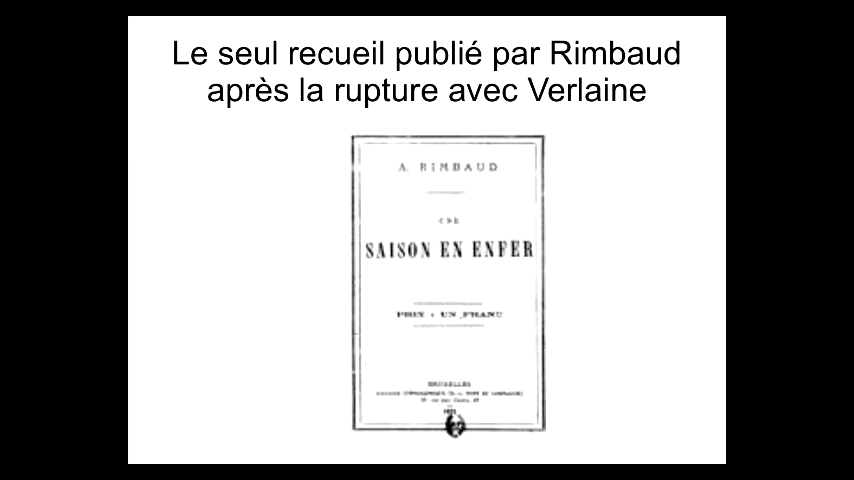 Le seul recueil publié par Rimbaud
après la rupture avec Verlaine
A. RIMBAUD
UNE
SAISON EN ENFER
PRIX : UN FRANC
BRUXELLES